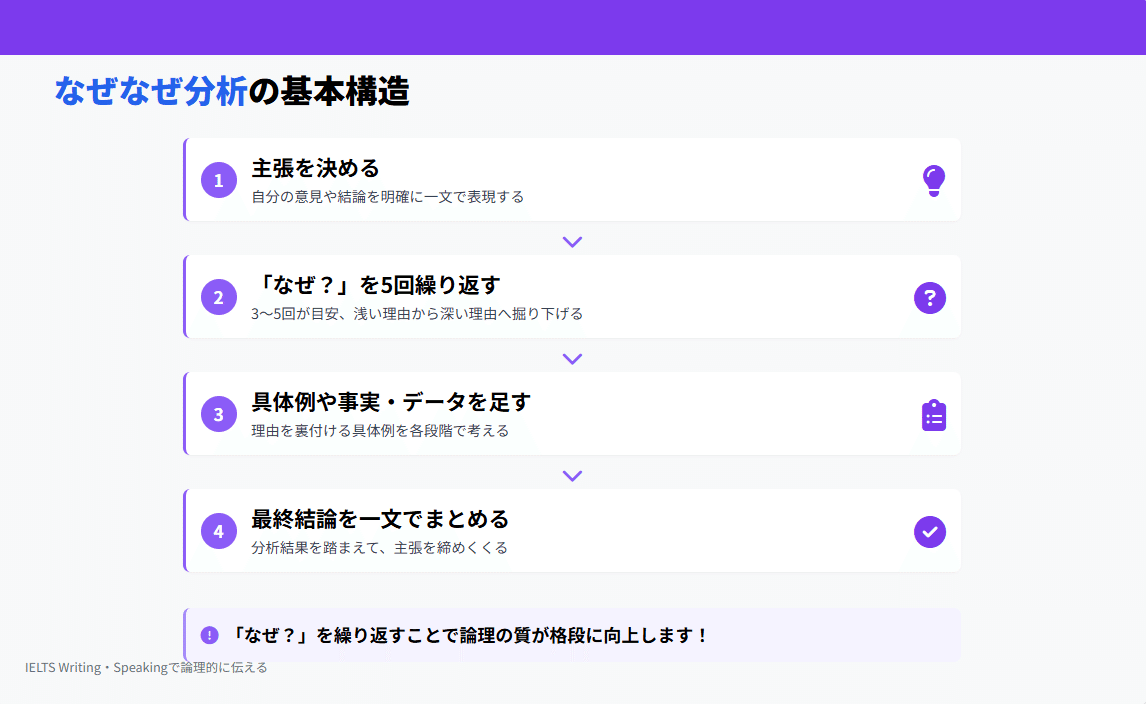 なぜなぜ分析の基本構造
1
主張を決める
自分の意見や結論を明確に一文で表現する
2
「なぜ？」を5回繰り返す
3〜5回が目安、浅い理由から深い理由へ掘り下げる
3
具体例や事実・データを足す
理由を裏付ける具体例を各段階で考える
4
最終結論を一文でまとめる
分析結果を踏まえて、主張を締めくくる
「なぜ？」を繰り返すことで論理の質が格段に向上します！
IELTS Writing・Speakingで論理的に伝える